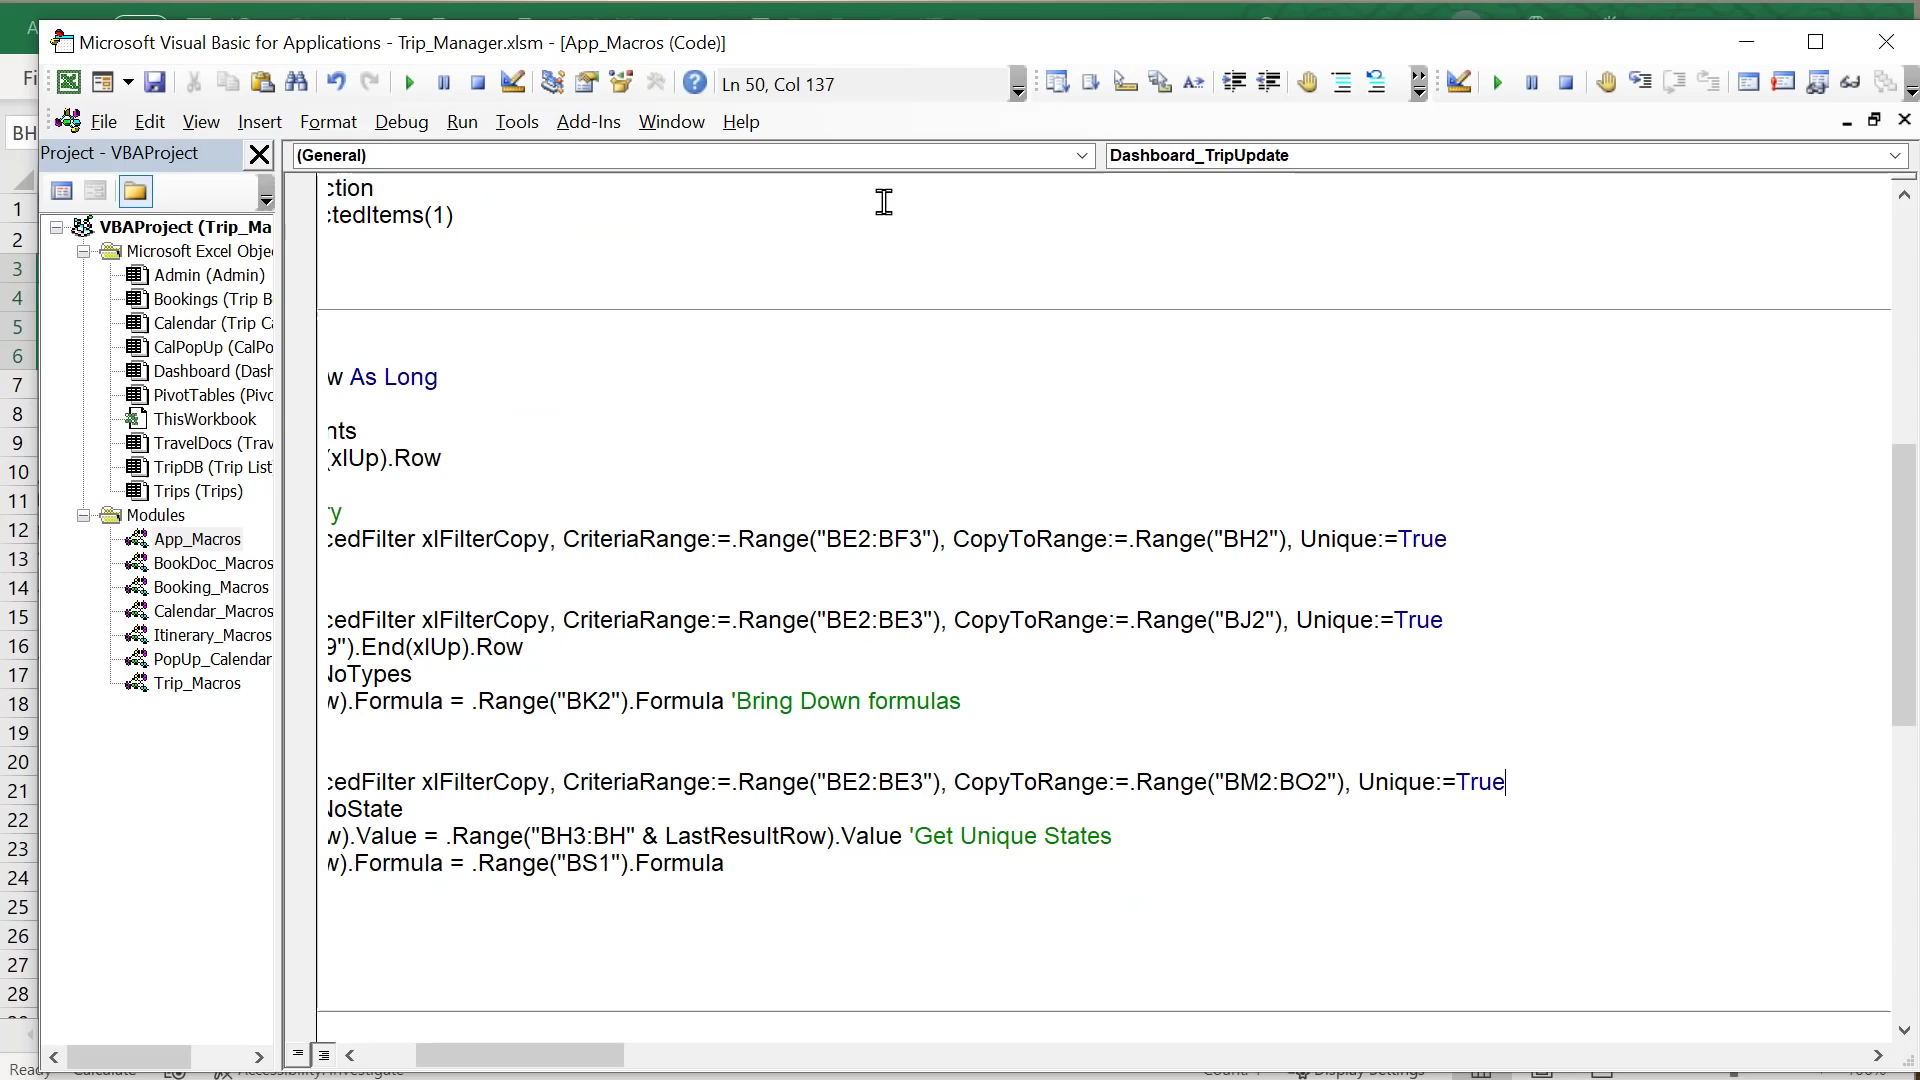 Microsoft Visual Basic for Applications - Trip_Manager.xlsm - [App_Macros (Code)]
Ln 50, Col 137
File Edit View Insert Format Debug Run Tools Add-Ins Window Help
BH
Project - VBAProject
(General)
Dashboard_TripUpdate
VBAProject (Trip_Ma
Microsoft Excel Obje
Admin (Admin)
Bookings (Trip B
Calendar (Trip Ca
CalPopUp (CalPo
Dashboard (Dash
PivotTables (Pivo
ThisWorkbook
TravelDocs (Trav
TripDB (Trip List
Trips (Trips)
Modules
App_Macros
BookDoc_Macros
Booking_Macros
Calendar_Macros
Itinerary_Macros
PopUp_Calendar
Trip_Macros
ction
ctedItems(1)
w As Long
nts
(xlUp).Row
ry
cedFilter xlFilterCopy, CriteriaRange:=.Range("BE2:BF3"), CopyToRange:=.Range("BH2"), Unique:=True
cedFilter xlFilterCopy, CriteriaRange:=.Range("BE2:BE3"), CopyToRange:=.Range("BJ2"), Unique:=True
9").End(xlUp).Row
NoTypes
w).Formula = .Range("BK2").Formula 'Bring Down formulas
cedFilter xlFilterCopy, CriteriaRange:=.Range("BE2:BE3"), CopyToRange:=.Range("BM2:BO2"), Unique:=True
NoState
w).Value = .Range("BH3:BH" & LastResultRow).Value 'Get Unique States
w).Formula = .Range("BS1").Formula
1
2
3
4
5
6
7
8
9
10
11
12
13
14
15
16
17
18
19
20
21
22
23
24
25
26
27
28